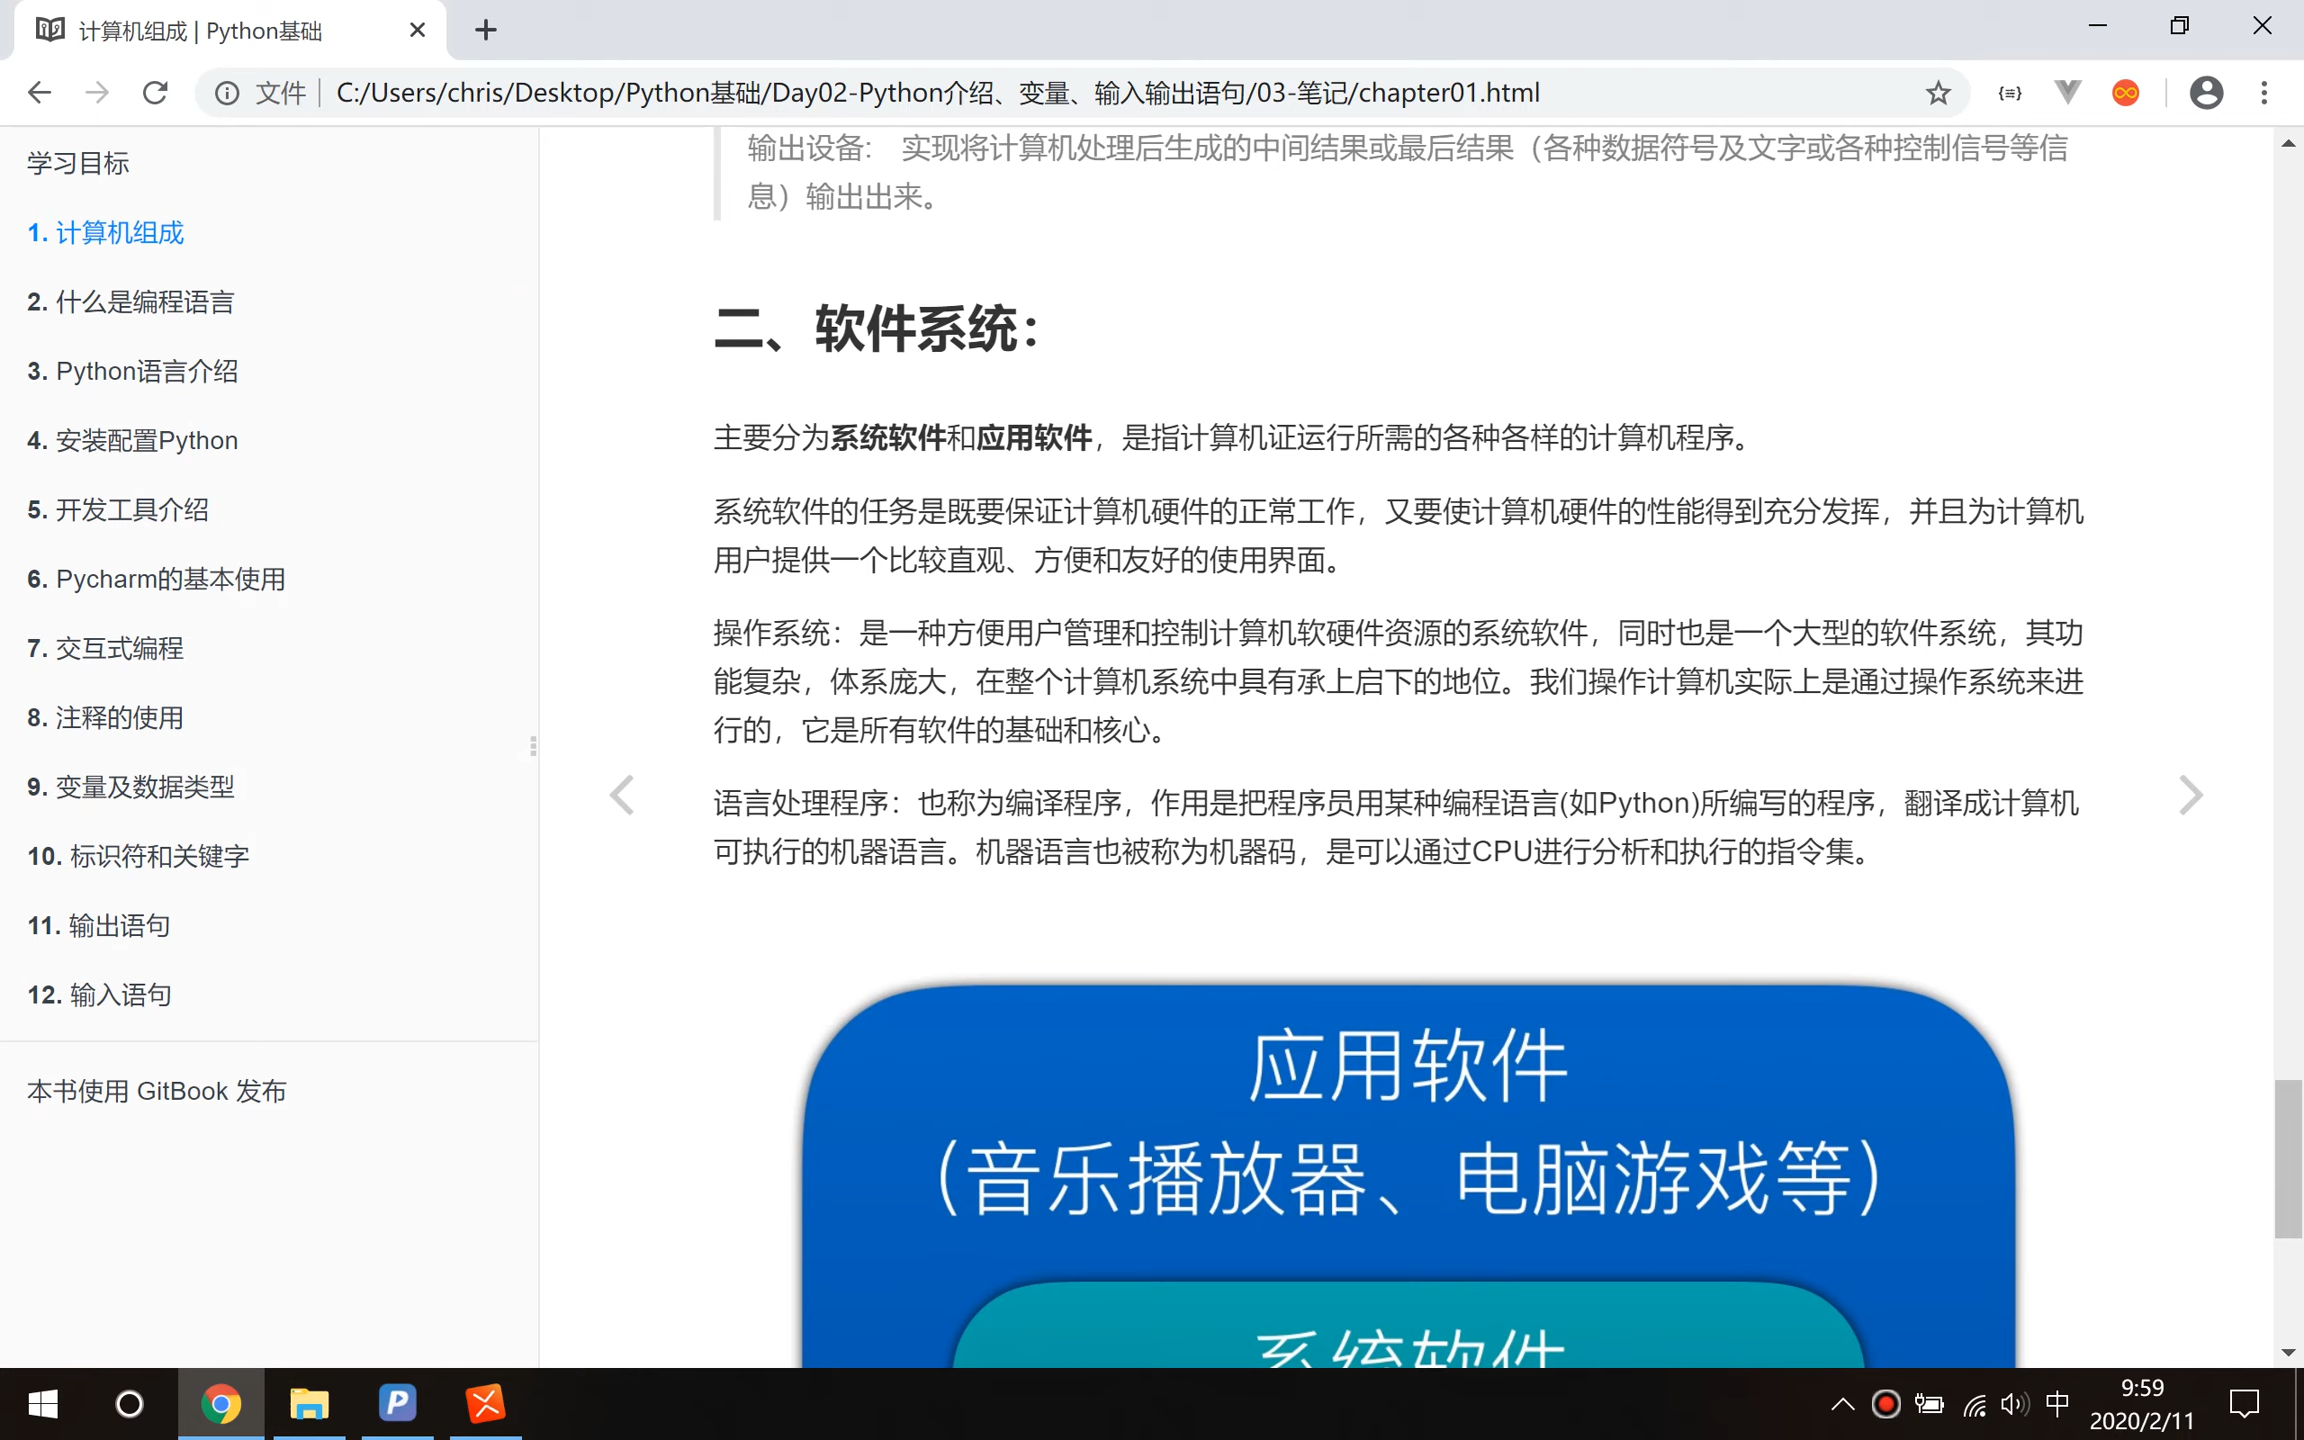 计算机组成 | Python基础
文件
C:/Users/chris/Desktop/Python基础/Day02-Python介绍、变量、输入输出语句/03-笔记/chapter01.html
学习目标
1. 计算机组成
2. 什么是编程语言
3. Python语言介绍
4. 安装配置Python
5. 开发工具介绍
6. Pycharm的基本使用
7. 交互式编程
8. 注释的使用
9. 变量及数据类型
10. 标识符和关键字
11. 输出语句
12. 输入语句
本书使用 GitBook 发布
输出设备: 实现将计算机处理后生成的中间结果或最后结果（各种数据符号及文字或各种控制信号等信
息）输出出来。
二、软件系统：
主要分为系统软件和应用软件，是指计算机证运行所需的各种各样的计算机程序。
系统软件的任务是既要保证计算机硬件的正常工作，又要使计算机硬件的性能得到充分发挥，并且为计算机
用户提供一个比较直观、方便和友好的使用界面。
操作系统：是一种方便用户管理和控制计算机软硬件资源的系统软件，同时也是一个大型的软件系统，其功
能复杂，体系庞大，在整个计算机系统中具有承上启下的地位。我们操作计算机实际上是通过操作系统来进
行的，它是所有软件的基础和核心。
语言处理程序：也称为编译程序，作用是把程序员用某种编程语言(如Python)所编写的程序，翻译成计算机
可执行的机器语言。机器语言也被称为机器码，是可以通过CPU进行分析和执行的指令集。
应用软件
（音乐播放器、电脑游戏等）
系统软件
中
9:59
2020/2/11